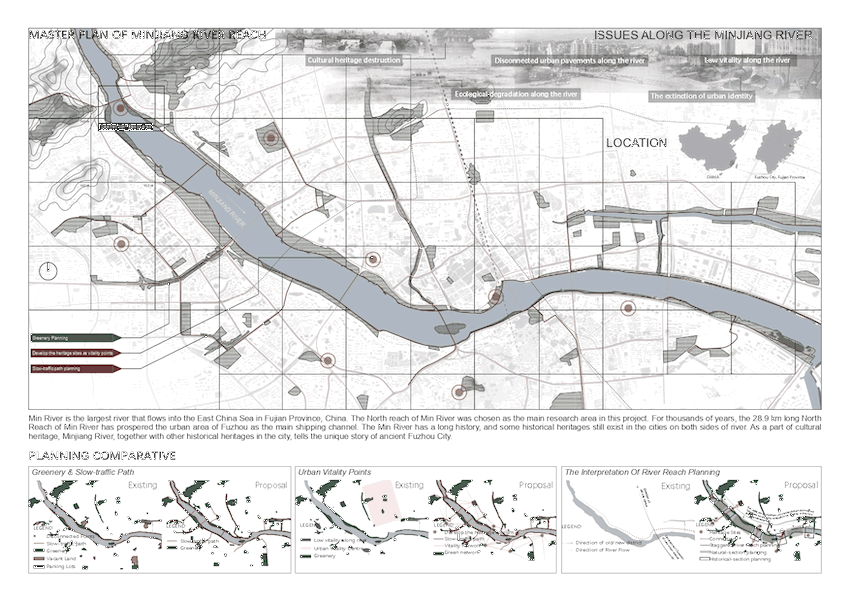 MASTER PLAN OF MINJIANG RIVER REACH
ISSUES ALONG THE MINJIANG RIVER
Cultural heritage destruction
Disconnected urban pavements along the river
Low vitality along the river
Ecological degradation along the river
The extinction of urban identity
LOCATION
CHINA
Fuzhou City, Fujian Province
MINJIANG RIVER
Greenery Planning
Develop the heritage sites as vitality points
Slow-traffic path planning
Min River is the largest river that flows into the East China Sea in Fujian Province, China. The North reach of Min River was chosen as the main research area in this project. For thousands of years, the 28.9 km long North
Reach of Min River has prospered the urban area of Fuzhou as the main shipping channel. The Min River has a long history, and some historical heritages still exist in the cities on both sides of river. As a part of cultural
heritage, Minjiang River, together with other historical heritages in the city, tells the unique story of ancient Fuzhou City.
PLANNING COMPARATIVE
Greenery & Slow-traffic Path
Existing
Proposal
LEGEND
Slow-traffic path
Greenery
Vacant Land
Parking Lots
LEGEND
Greenery
Urban Vitality Points
Existing
Proposal
LEGEND
Low vitality along
Urban vitality
Greenery
LEGEND
Green network
The Interpretation Of River Reach Planning
Existing
Proposal
LEGEND
Direction of old new district
Direction of River Flow
LEGEND
Natural-section planning
Historical-section planning